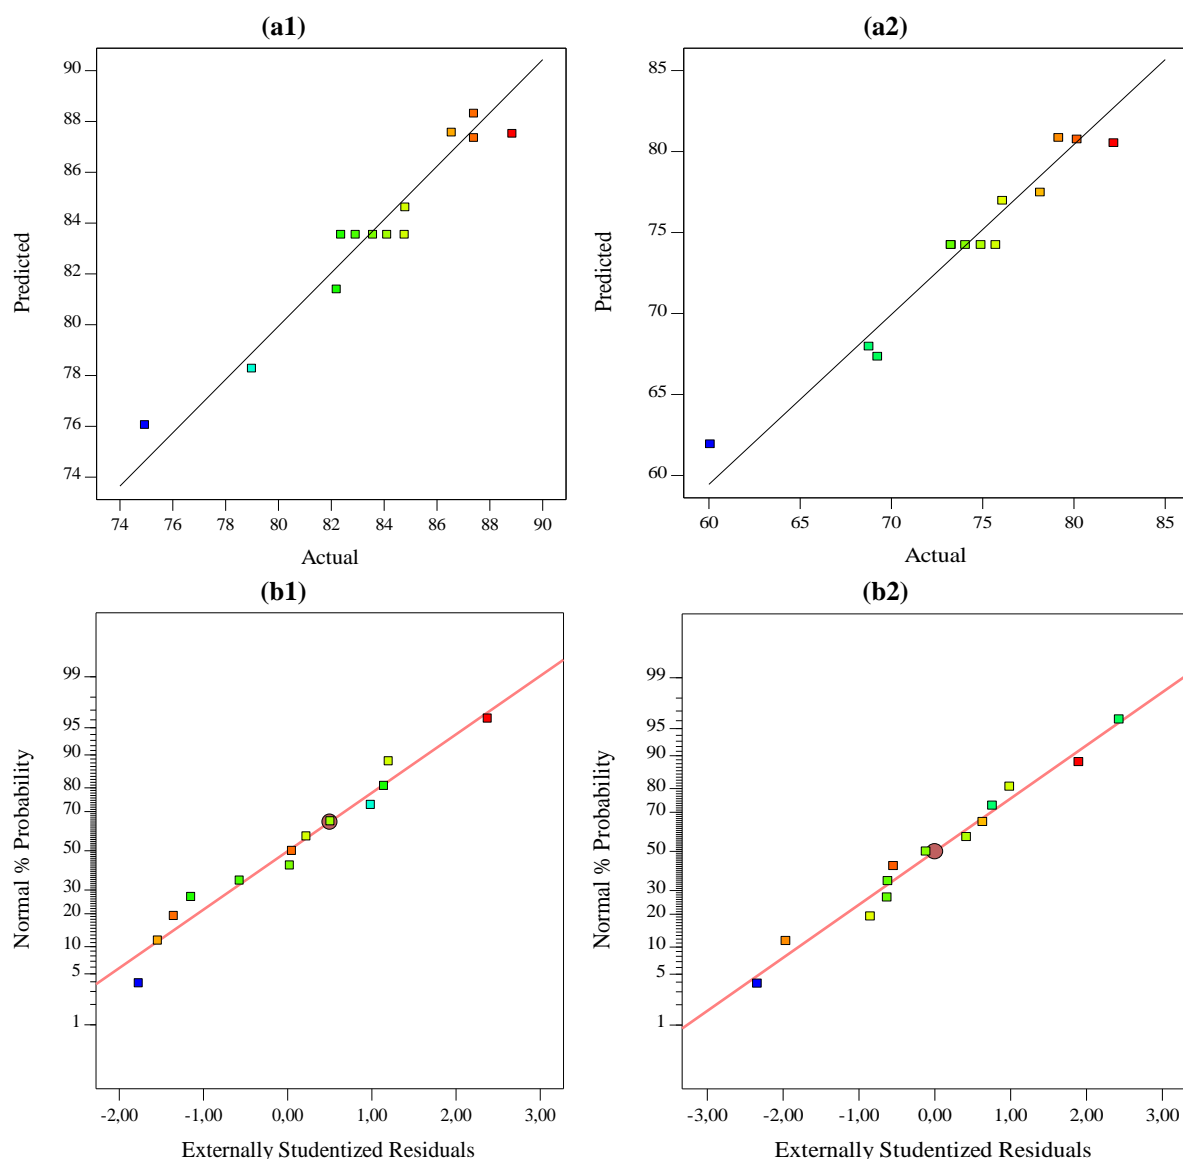 (a1)
90
88
86
84
82
80
78
76
74
Predicted
74 76 78 80 82 84 86 88 90
Actual
(a2)
85
80
75
70
65
60
Predicted
60 65 70 75 80 85
Actual
(b1)
99
95
90
80
70
50
30
20
10
5
1
Normal % Probability
-2,00 -1,00 0,00 1,00 2,00 3,00
Externally Studentized Residuals
(b2)
99
95
90
80
70
50
30
20
10
5
1
Normal % Probability
-3,00 -2,00 -1,00 0,00 1,00 2,00 3,00
Externally Studentized Residuals